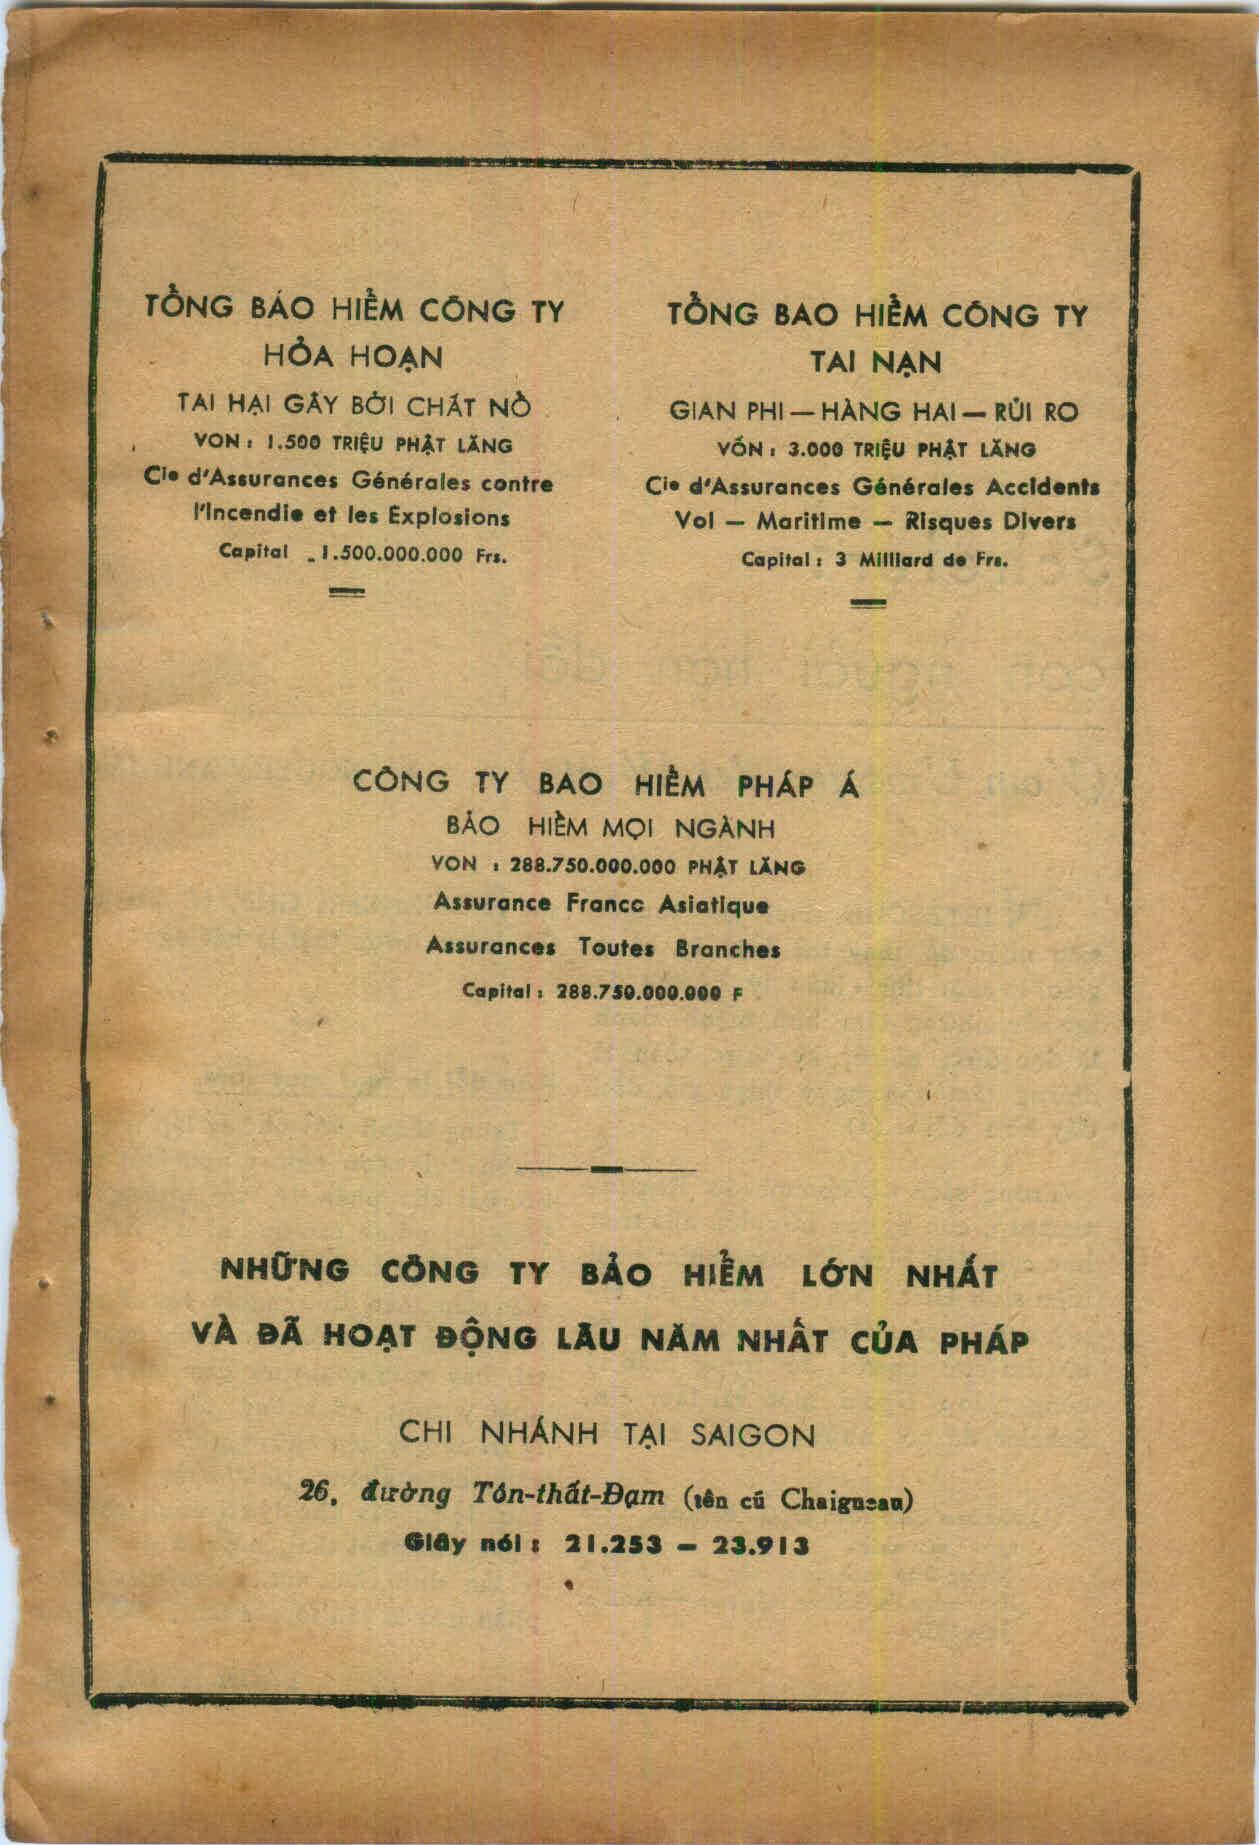 TỔNG BẢO HIỂM CÔNG TY
HỎA HOẠN
TAI HẠI GÂY BỞI CHẤT NỔ
VON : 1.500 TRIỆU PHẬT LĂNG
Cie d'Assurances Générales contre
l'Incendie et les Explosions
Capital . 1.500.000.000 Frs.
TỔNG BAO HIỂM CÔNG TY
TAI NẠN
GIAN PHI — HÀNG HAI — RỦI RO
VỐN : 3.000 TRIỆU PHẬT LĂNG
Cie d'Assurances Générales Accidents
Vol — Maritime — Risques Divers
Capital : 3 Milliard de Frs.
CÔNG TY BAO HIỂM PHÁP Á
BẢO HIỂM MỌI NGÀNH
VON : 288.750.000.000 PHẬT LĂNG
Assurance Francc Asiatique
Assurances Toutes Branches
Capital : 288.750.000.000 F
NHỮNG CÔNG TY BẢO HIỂM LỚN NHẤT
VÀ ĐÃ HOẠT ĐỘNG LÂU NĂM NHẤT CỦA PHÁP
CHI NHÁNH TẠI SAIGON
26, đường Tôn-thất-Đạm (tên cũ Chaigneau)
Giây nói : 21.253 — 23.913